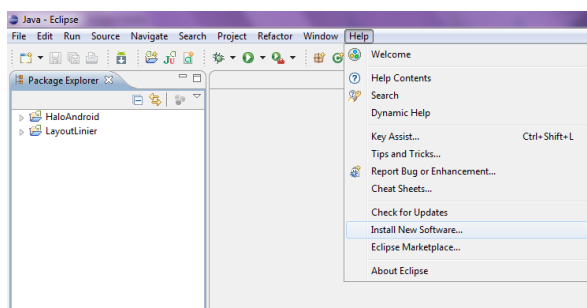 Java - Eclipse
File Edit Run Source Navigate Search Project Refactor Window Help
Package Explorer
HaloAndroid
LayoutLinier
Welcome
Help Contents
Search
Dynamic Help
Key Assist... Ctrl+Shift+L
Tips and Tricks...
Report Bug or Enhancement...
Cheat Sheets...
Check for Updates
Install New Software...
Eclipse Marketplace...
About Eclipse